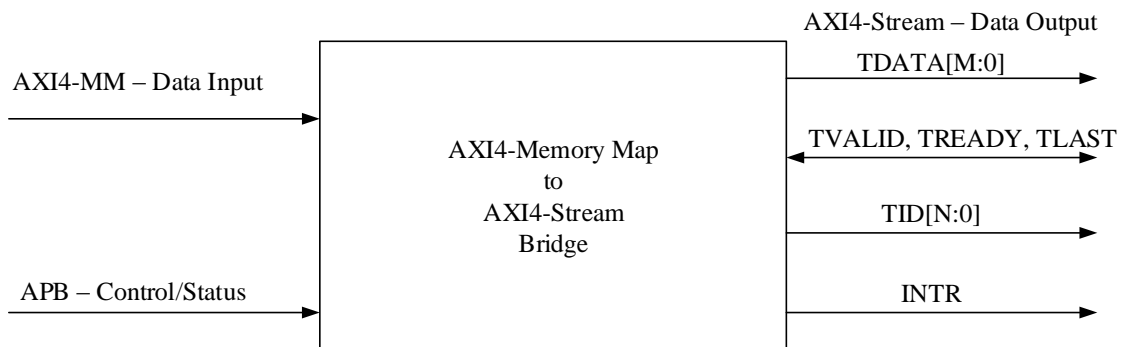 AXI4-Stream – Data Output
TDATA[M:0]
AXI4-MM – Data Input
TVALID, TREADY, TLAST
AXI4-Memory Map
to
AXI4-Stream
Bridge
TID[N:0]
APB – Control/Status
INTR